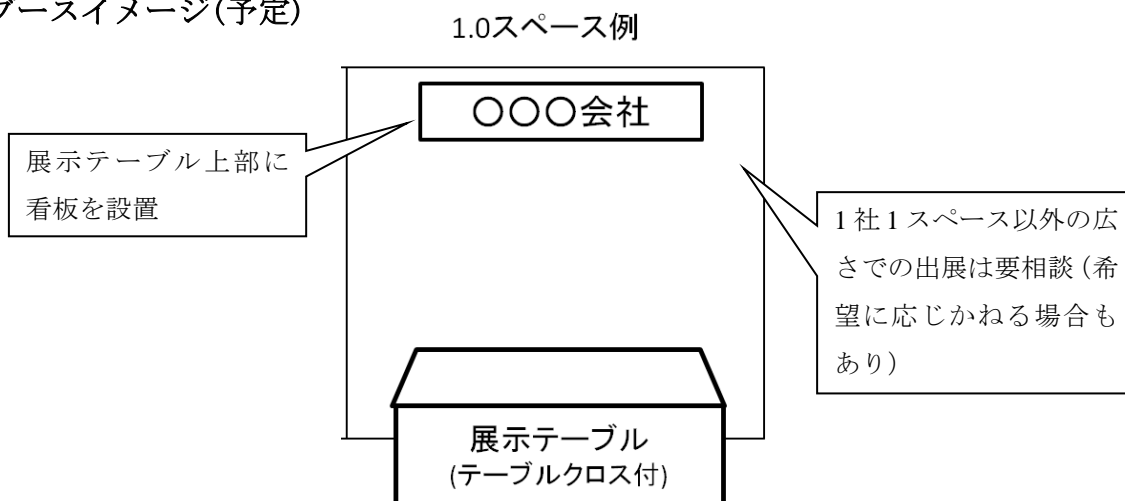 ブースイメージ(予定)
1.0スペース例
〇〇〇会社
展示テーブル上部に
看板を設置
1社1スペース以外の広
さでの出展は要相談(希
望に応じかねる場合も
あり)
展示テーブル
(テーブルクロス付)